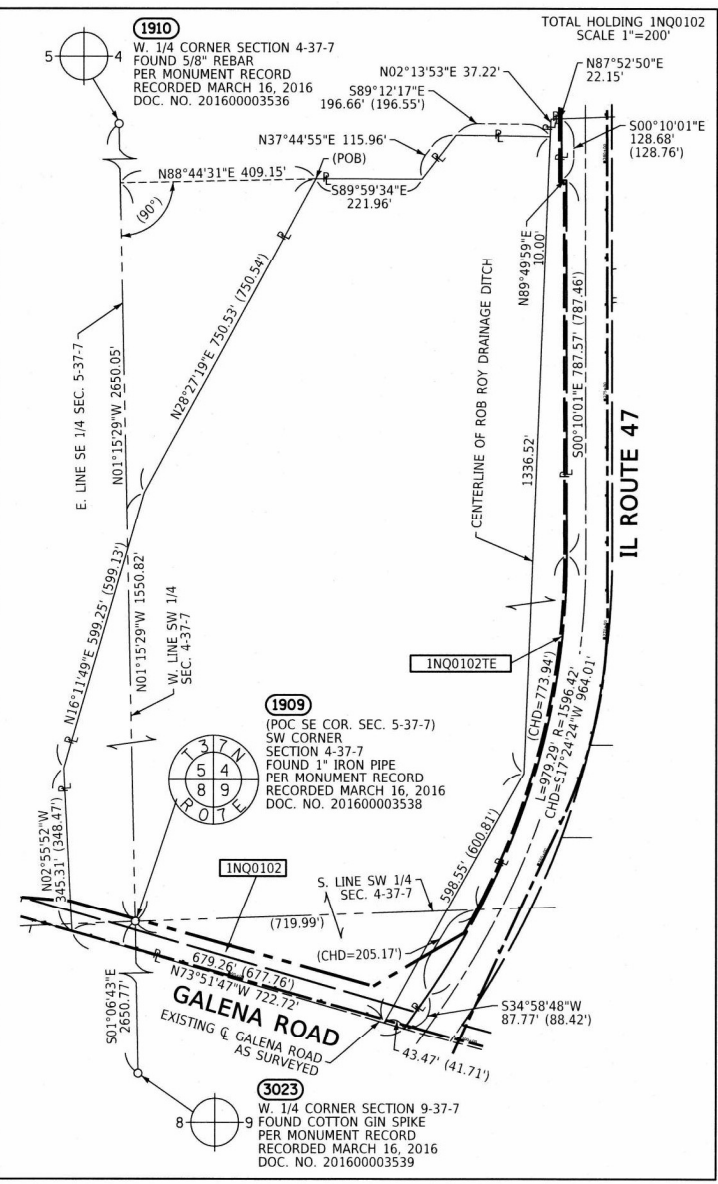 TOTAL HOLDING 1NQ0102
SCALE 1"=200'
1910
W. 1/4 CORNER SECTION 4-37-7
FOUND 5/8" REBAR
PER MONUMENT RECORD
RECORDED MARCH 16, 2016
DOC. NO. 201600003536
5
4
N02°13'53"E 37.22'
N87°52'50"E
22.15'
S89°12'17"E
196.66' (196.55')
S00°10'01"E
128.68'
(128.76')
N37°44'55"E 115.96'
(POB)
N88°44'31"E 409.15'
S89°59'34"E
221.96'
(90°)
N89°49'59"E
10.00'
E. LINE SE 1/4 SEC. 5-37-7
N01°15'29"W 2650.05'
N28°27'19"E 750.53' (750.54')
CENTERLINE OF ROB ROY DRAINAGE DITCH
1336.52'
S00°10'01"E 787.57' (787.46')
IL ROUTE 47
N16°11'49"E 599.25' (599.13')
N01°15'29"W 1550.82'
W. LINE SW 1/4
SEC. 4-37-7
1NQ0102TE
(CHD=773.94')
L=979.29' R=1596.42'
CHD=S17°24'24"W 964.01'
1909
(POC SE COR. SEC. 5-37-7)
SW CORNER
SECTION 4-37-7
FOUND 1" IRON PIPE
PER MONUMENT RECORD
RECORDED MARCH 16, 2016
DOC. NO. 201600003538
T37N
5 4
8 9
R07E
N02°55'52"W
345.31' (348.47')
1NQ0102
S. LINE SW 1/4
SEC. 4-37-7
598.55' (600.81')
(719.99')
(CHD=205.17')
679.26' (677.76')
N73°51'47"W 722.72'
GALENA ROAD
EXISTING ℄ GALENA ROAD
AS SURVEYED
S34°58'48"W
87.77' (88.42')
43.47' (41.71')
S01°06'43"E
2650.77'
3023
W. 1/4 CORNER SECTION 9-37-7
FOUND COTTON GIN SPIKE
PER MONUMENT RECORD
RECORDED MARCH 16, 2016
DOC. NO. 201600003539
8
9